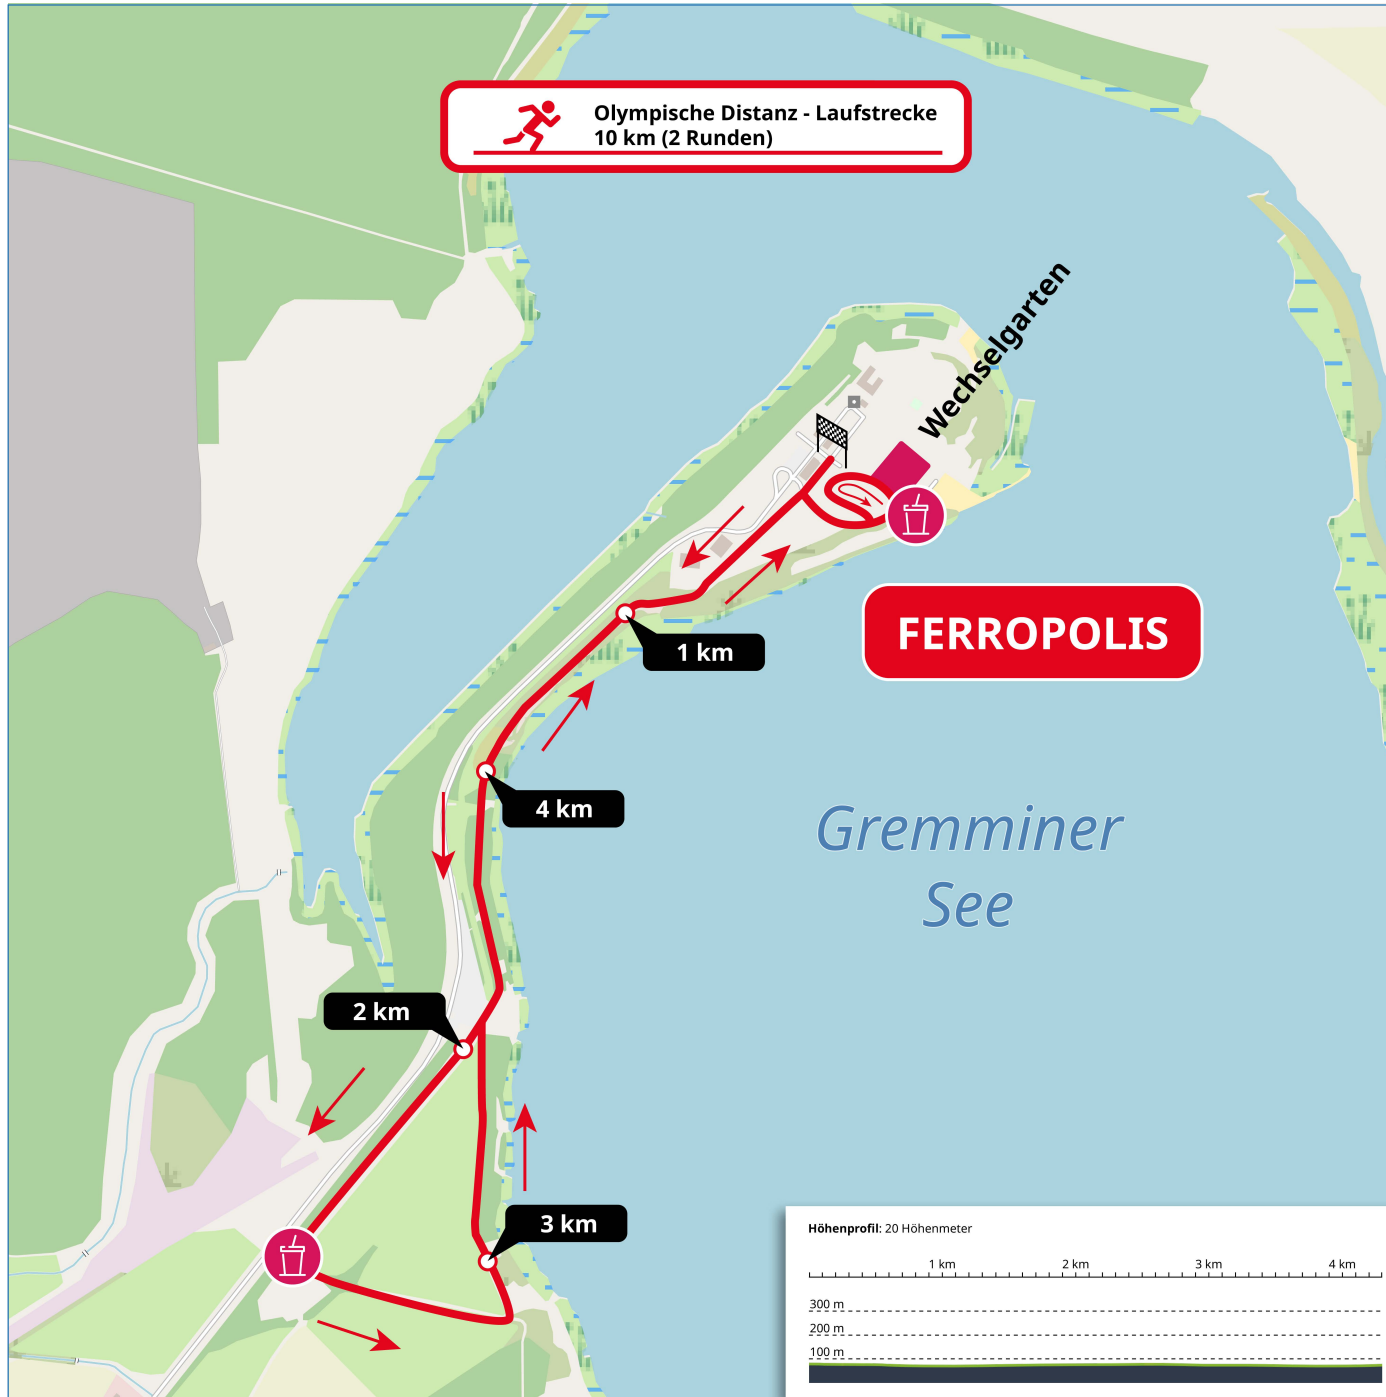 Olympische Distanz - Laufstrecke
10 km (2 Runden)
Wechselgarten
FERROPOLIS
1 km
4 km
Gremminer
See
2 km
3 km
Höhenprofil: 20 Höhenmeter
1 km 2 km 3 km 4 km
300 m
200 m
100 m